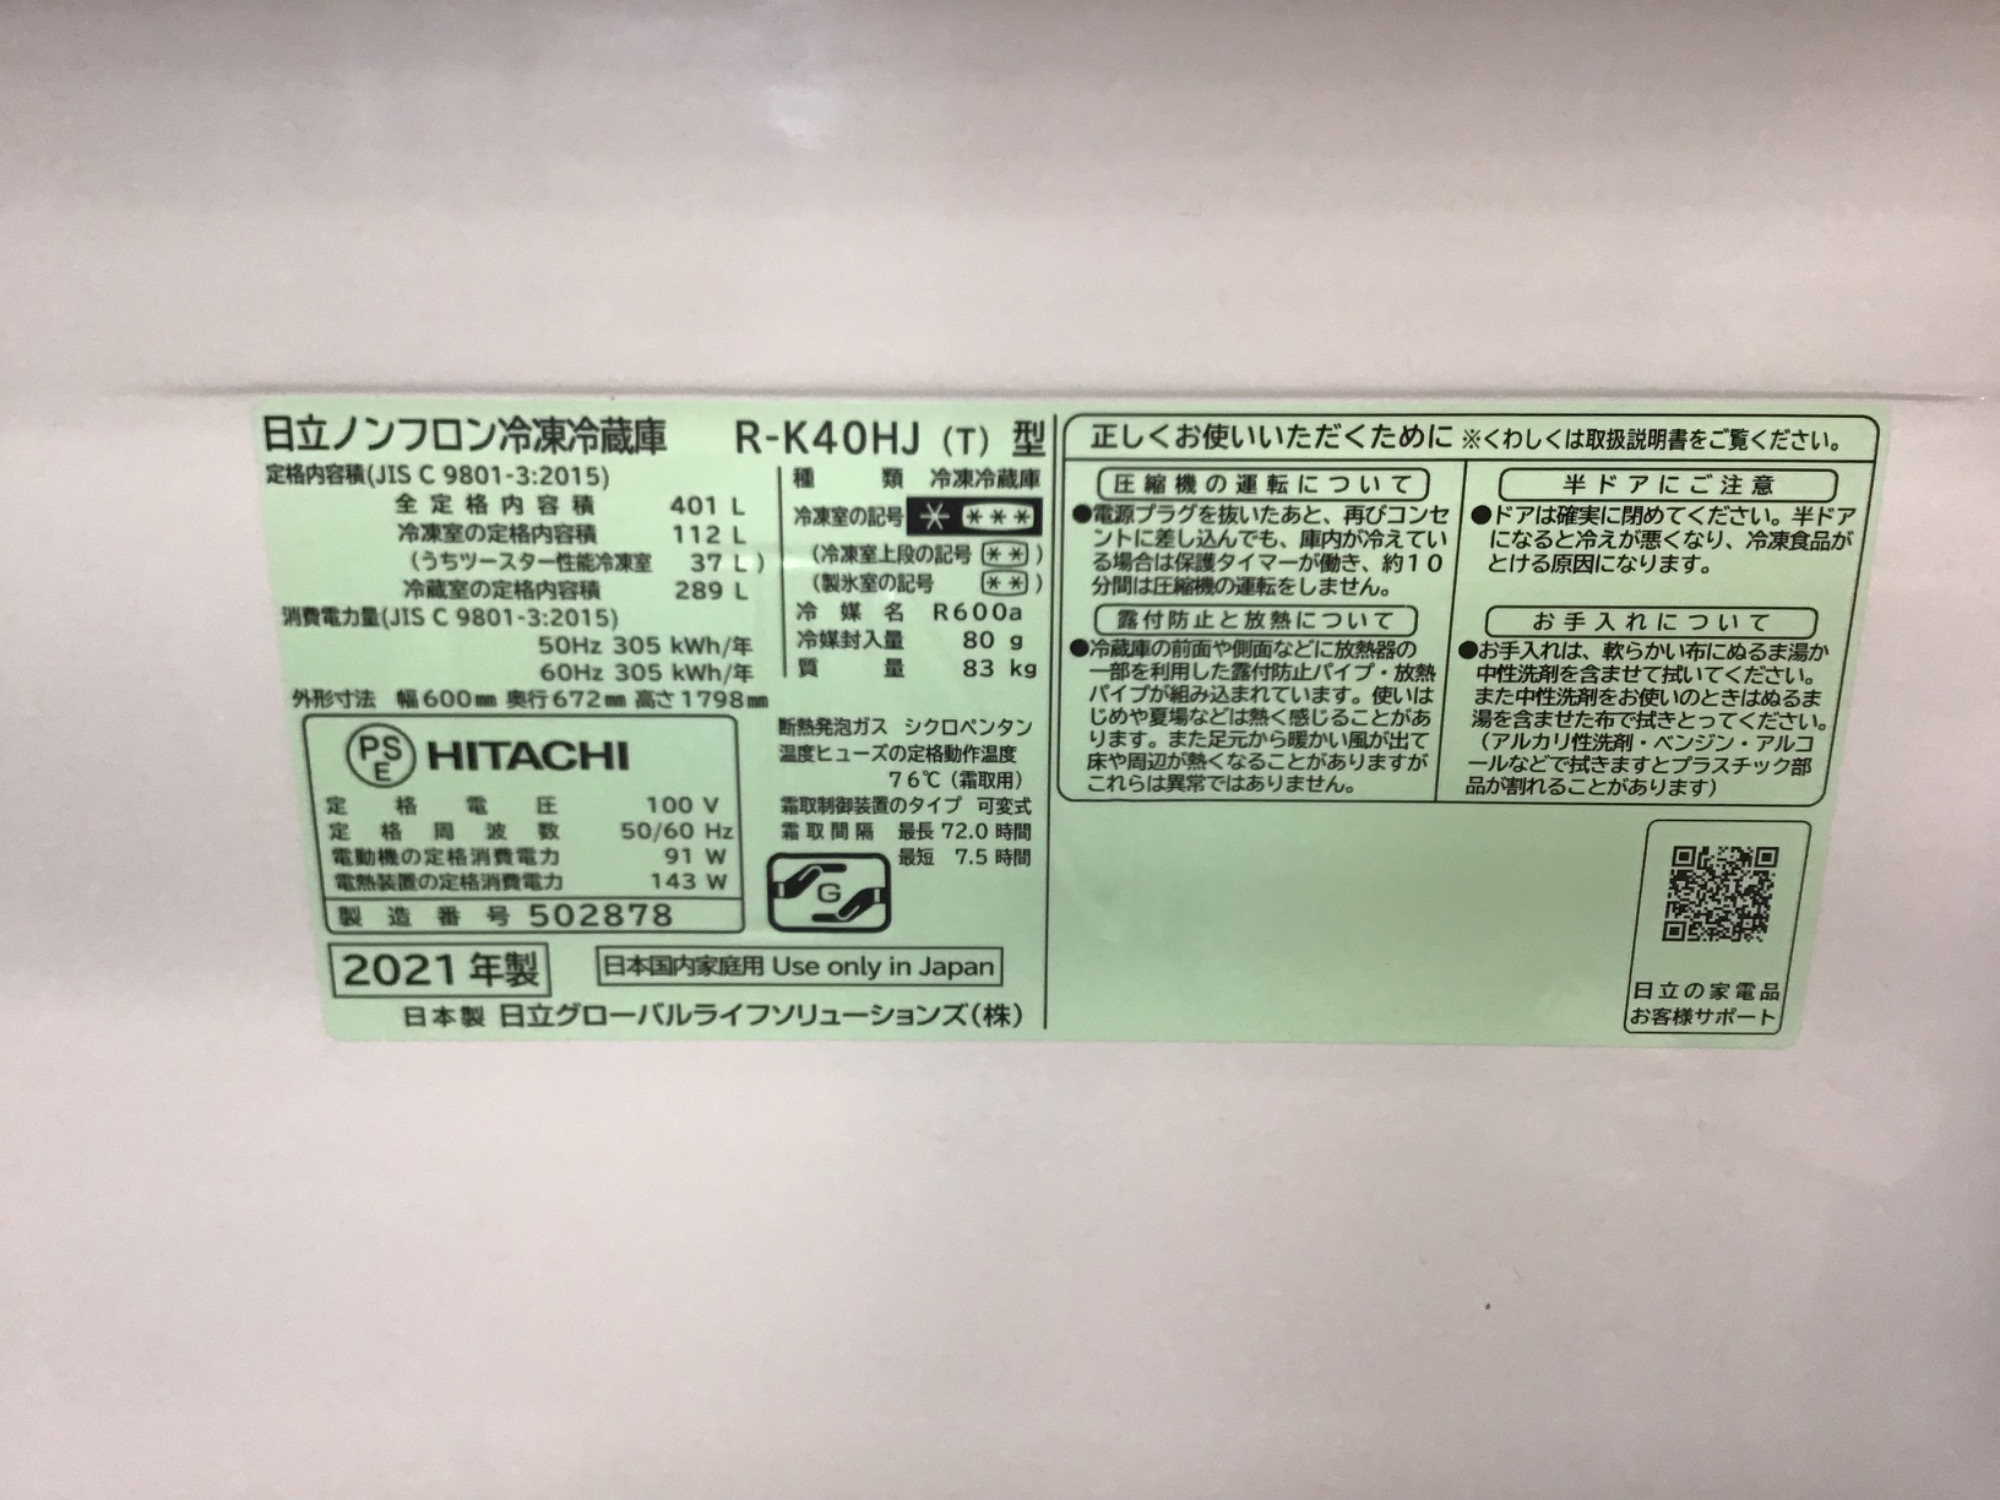 日立ノンフロン冷凍冷蔵庫 R-K40HJ (T) 型
定格内容積(JIS C 9801-3:2015)
全定格内容積 401 L
冷凍室の定格内容積 112 L
(うちツースター性能冷凍室 37 L)
冷蔵室の定格内容積 289 L
消費電力量(JIS C 9801-3:2015)
50Hz 305 kWh/年
60Hz 305 kWh/年
外形寸法 幅600㎜ 奥行672㎜ 高さ1798㎜
種類 冷凍冷蔵庫
冷凍室の記号 * ***
(冷凍室上段の記号 **)
(製氷室の記号 **)
冷媒名 R600a
冷媒封入量 80 g
質量 83 kg
PSE HITACHI
定格電圧 100 V
定格周波数 50/60 Hz
電動機の定格消費電力 91 W
電熱装置の定格消費電力 143 W
製造番号 502878
断熱発泡ガス シクロペンタン
温度ヒューズの定格動作温度
76℃(霜取用)
霜取制御装置のタイプ 可変式
霜取間隔 最長 72.0 時間
最短 7.5 時間
G
2021年製
日本国内家庭用 Use only in Japan
日本製 日立グローバルライフソリューションズ(株)
正しくお使いいただくために ※くわしくは取扱説明書をご覧ください。
圧縮機の運転について
●電源プラグを抜いたあと、再びコンセ
ントに差し込んでも、庫内が冷えてい
る場合は保護タイマーが働き、約10
分間は圧縮機の運転をしません。
露付防止と放熱について
●冷蔵庫の前面や側面などに放熱器の
一部を利用した露付防止パイプ・放熱
パイプが組み込まれています。使いは
じめや夏場などは熱く感じることがあ
ります。また足元から暖かい風が出て
床や周辺が熱くなることがありますが
これらは異常ではありません。
半ドアにご注意
●ドアは確実に閉めてください。半ドア
になると冷えが悪くなり、冷凍食品が
とける原因になります。
お手入れについて
●お手入れは、軟らかい布にぬるま湯か
中性洗剤を含ませて拭いてください。
また中性洗剤をお使いのときはぬるま
湯を含ませた布で拭きとってください。
(アルカリ性洗剤・ベンジン・アルコ
ールなどで拭きますとプラスチック部
品が割れることがあります)
日立の家電品
お客様サポート